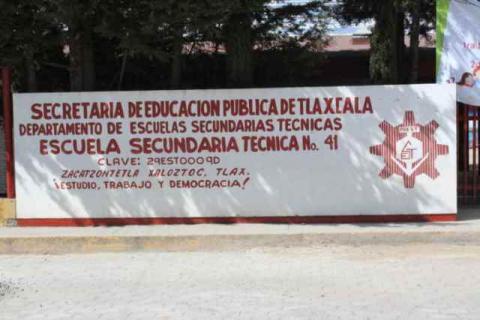 SECRETARIA DE EDUCACION PUBLICA DE TLAXCALA
DEPARTAMENTO DE ESCUELAS SECUNDARIAS TECNICAS
ESCUELA SECUNDARIA TECNICA No. 41
CLAVE: 29EST0009D
ZACATZONTETLA XALOZTOC, TLAX.
¡ESTUDIO, TRABAJO Y DEMOCRACIA!